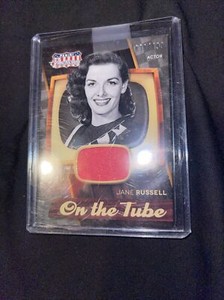 ACTOR
JANE RUSSELL
On the Tube